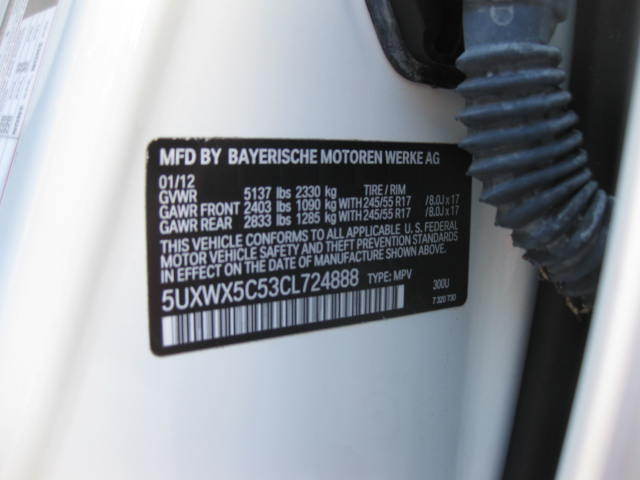 MFD BY BAYERISCHE MOTOREN WERKE AG
01/12
GVWR 5137 lbs 2330 kg TIRE / RIM
GAWR FRONT 2403 lbs 1090 kg WITH 245/55 R17 / 8.0J x 17
GAWR REAR 2833 lbs 1285 kg WITH 245/55 R17 / 8.0J x 17
THIS VEHICLE CONFORMS TO ALL APPLICABLE U. S. FEDERAL
MOTOR VEHICLE SAFETY AND THEFT PREVENTION STANDARDS
IN EFFECT ON THE DATE OF MANUFACTURE SHOWN ABOVE.
5UXWX5C53CL724888 TYPE: MPV 300U
7 320 730